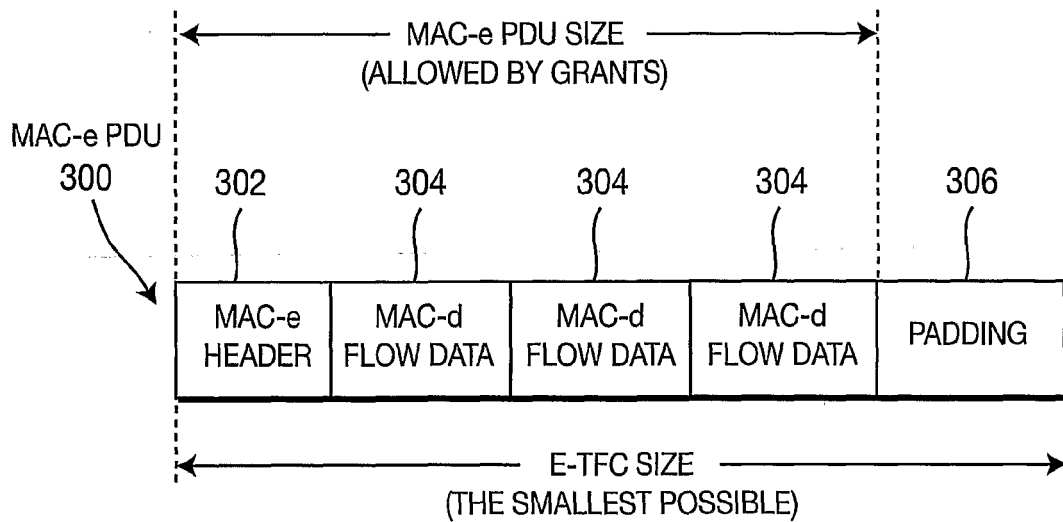 MAC-e PDU SIZE
(ALLOWED BY GRANTS)
MAC-e PDU
300
302
304
304
304
306
MAC-e
HEADER
MAC-d
FLOW DATA
MAC-d
FLOW DATA
MAC-d
FLOW DATA
PADDING
E-TFC SIZE
(THE SMALLEST POSSIBLE)